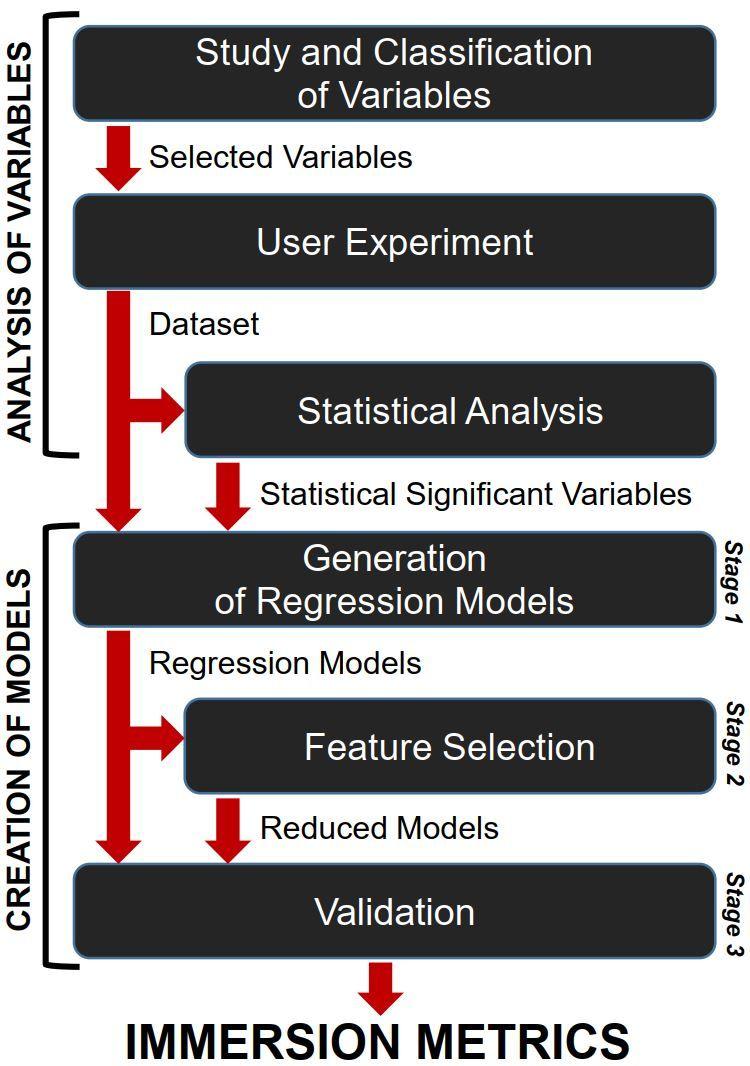 ANALYSIS OF VARIABLES
Study and Classification
of Variables
Selected Variables
User Experiment
Dataset
Statistical Analysis
Statistical Significant Variables
CREATION OF MODELS
Generation
of Regression Models
Stage 1
Regression Models
Feature Selection
Stage 2
Reduced Models
Validation
Stage 3
IMMERSION METRICS